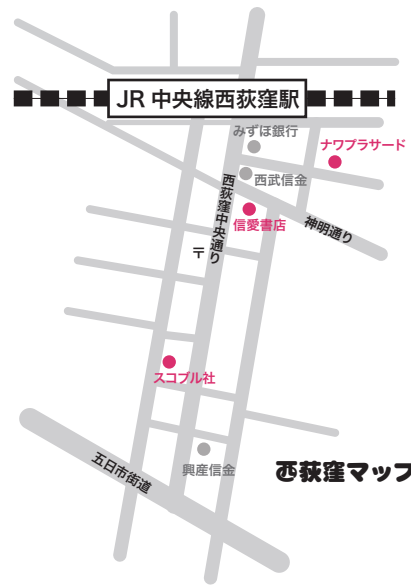 JR 中央線西荻窪駅
みずほ銀行
ナワプラサード
西武信金
西荻窪中央通り
信愛書店
神明通り
〒
スコブル社
五日市街道
興産信金
西荻窪マップ